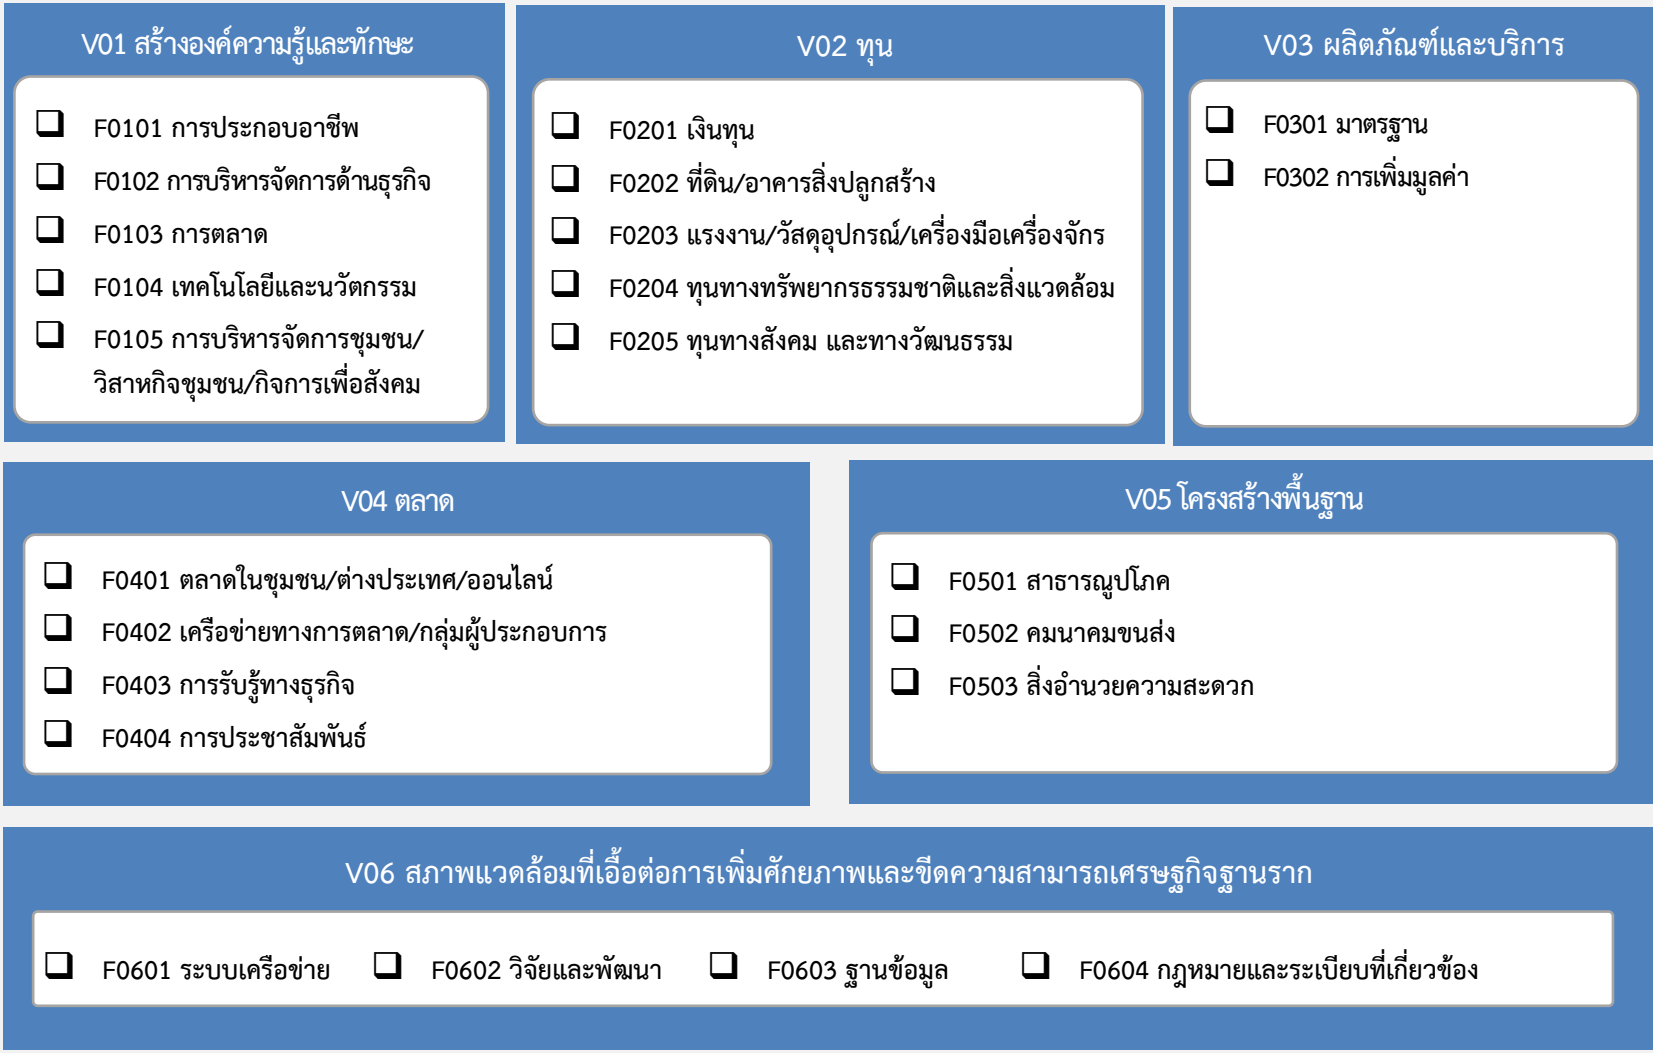 V01 สร้างองค์ความรู้และทักษะ
F0101 การประกอบอาชีพ
F0102 การบริหารจัดการด้านธุรกิจ
F0103 การตลาด
F0104 เทคโนโลยีและนวัตกรรม
F0105 การบริหารจัดการชุมชน/
วิสาหกิจชุมชน/กิจการเพื่อสังคม
V02 ทุน
F0201 เงินทุน
F0202 ที่ดิน/อาคารสิ่งปลูกสร้าง
F0203 แรงงาน/วัสดุอุปกรณ์/เครื่องมือเครื่องจักร
F0204 ทุนทางทรัพยากรธรรมชาติและสิ่งแวดล้อม
F0205 ทุนทางสังคม และทางวัฒนธรรม
V03 ผลิตภัณฑ์และบริการ
F0301 มาตรฐาน
F0302 การเพิ่มมูลค่า
V04 ตลาด
F0401 ตลาดในชุมชน/ต่างประเทศ/ออนไลน์
F0402 เครือข่ายทางการตลาด/กลุ่มผู้ประกอบการ
F0403 การรับรู้ทางธุรกิจ
F0404 การประชาสัมพันธ์
V05 โครงสร้างพื้นฐาน
F0501 สาธารณูปโภค
F0502 คมนาคมขนส่ง
F0503 สิ่งอำนวยความสะดวก
V06 สภาพแวดล้อมที่เอื้อต่อการเพิ่มศักยภาพและขีดความสามารถเศรษฐกิจฐานราก
F0601 ระบบเครือข่าย F0602 วิจัยและพัฒนา F0603 ฐานข้อมูล F0604 กฎหมายและระเบียบที่เกี่ยวข้อง